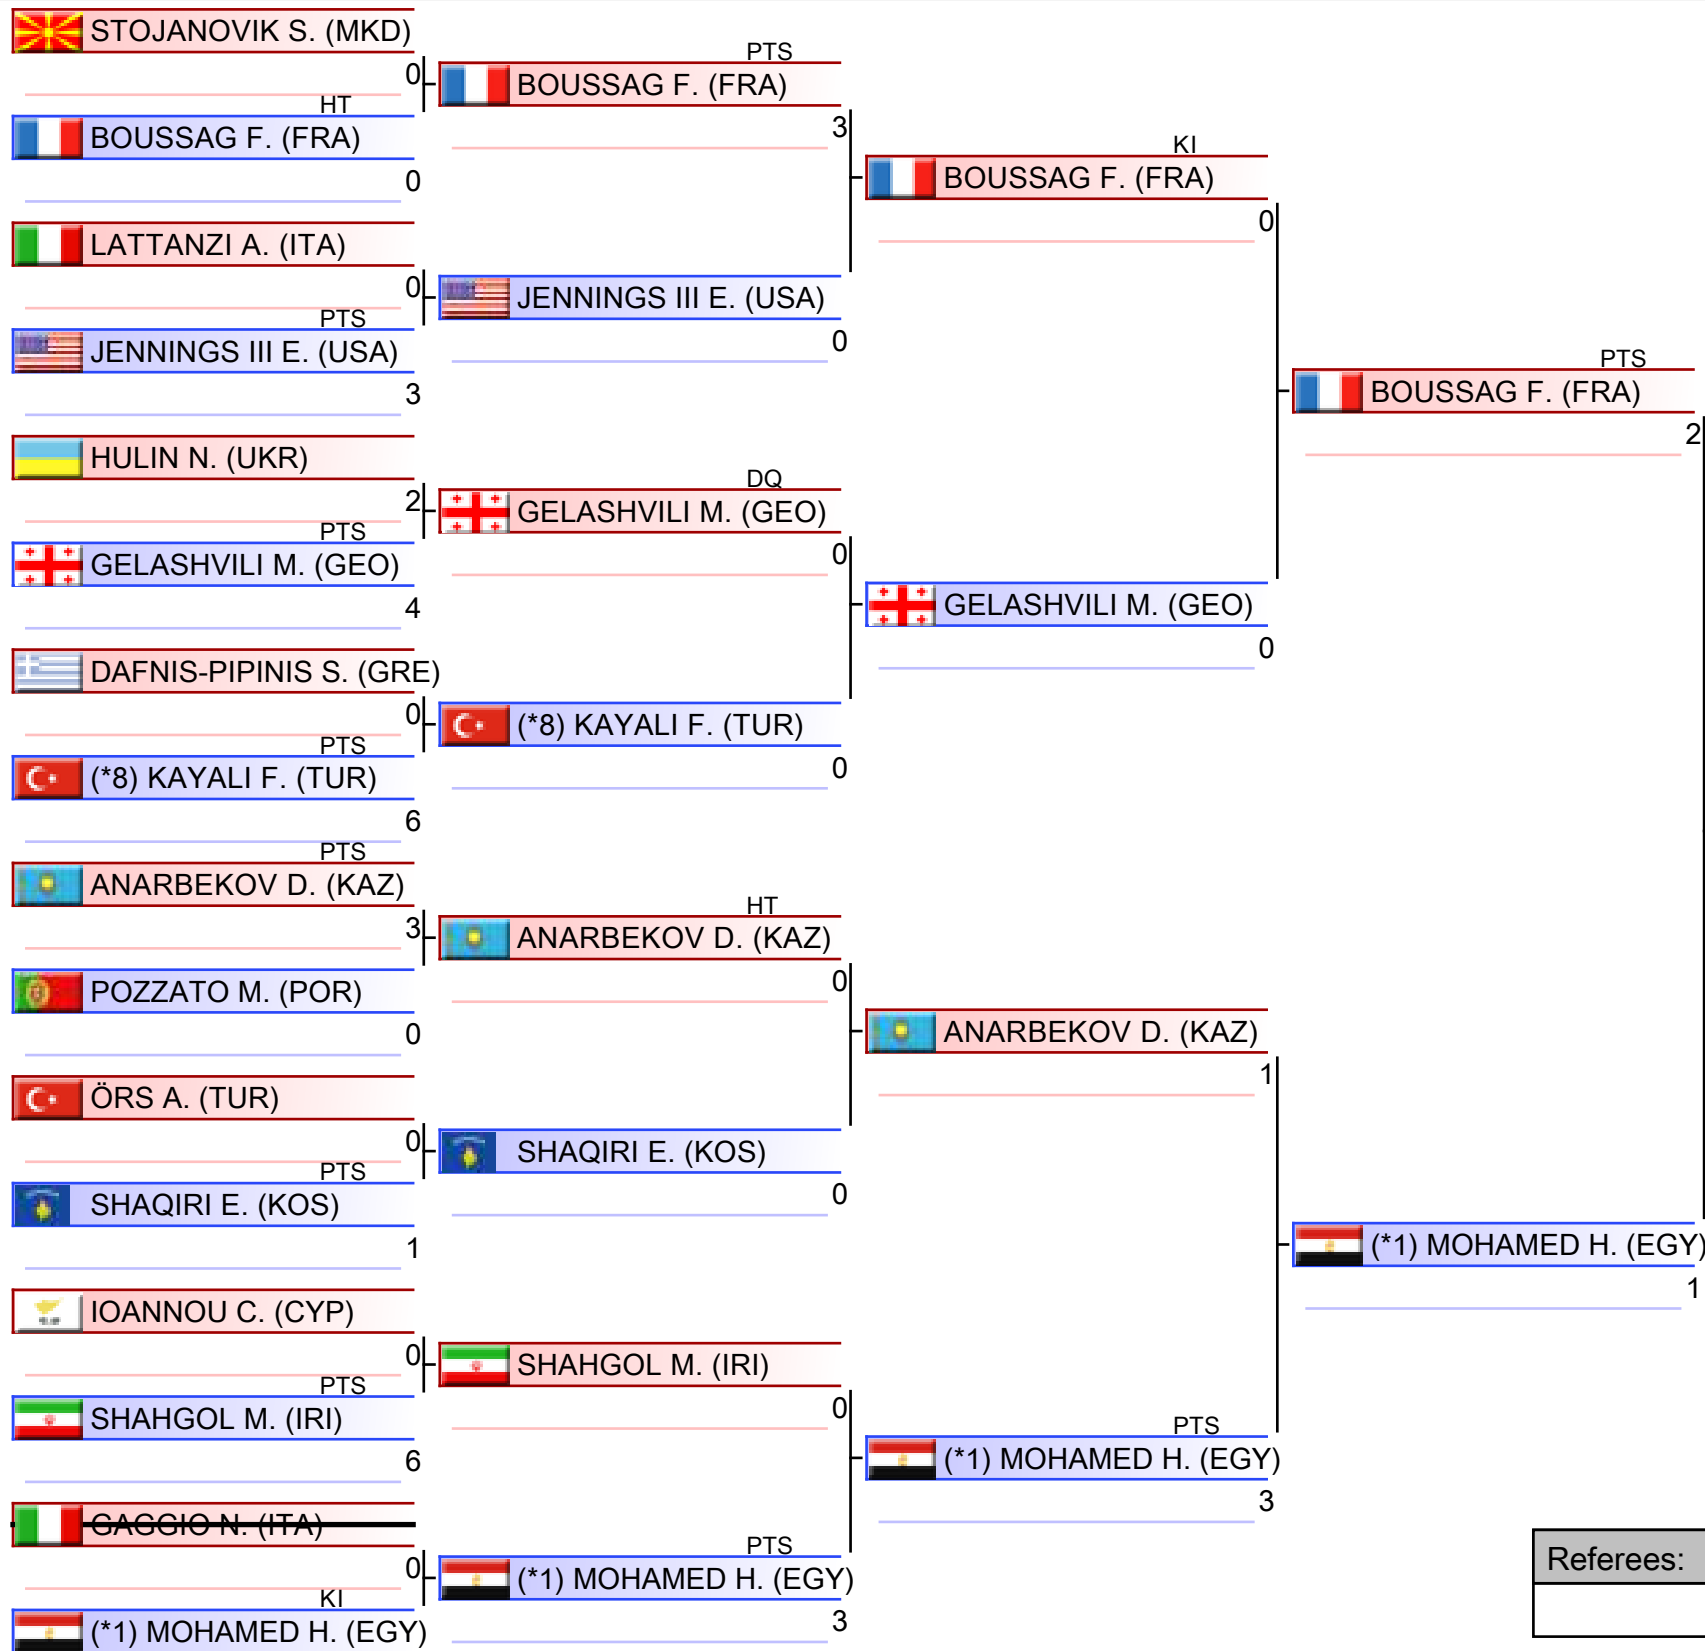 STOJANOVIK S. (MKD)
0
HT
BOUSSAG F. (FRA)
0
LATTANZI A. (ITA)
0
PTS
JENNINGS III E. (USA)
3
HULIN N. (UKR)
2
PTS
GELASHVILI M. (GEO)
4
DAFNIS-PIPINIS S. (GRE)
0
PTS
(*8) KAYALI F. (TUR)
6
PTS
ANARBEKOV D. (KAZ)
3
POZZATO M. (POR)
0
ÖRS A. (TUR)
0
PTS
SHAQIRI E. (KOS)
1
IOANNOU C. (CYP)
0
PTS
SHAHGOL M. (IRI)
6
GAGGIO N. (ITA)
0
KI
(*1) MOHAMED H. (EGY)
PTS
BOUSSAG F. (FRA)
3
JENNINGS III E. (USA)
0
DQ
GELASHVILI M. (GEO)
0
(*8) KAYALI F. (TUR)
0
HT
ANARBEKOV D. (KAZ)
0
SHAQIRI E. (KOS)
0
SHAHGOL M. (IRI)
0
PTS
(*1) MOHAMED H. (EGY)
3
KI
BOUSSAG F. (FRA)
0
GELASHVILI M. (GEO)
0
ANARBEKOV D. (KAZ)
1
PTS
(*1) MOHAMED H. (EGY)
3
PTS
BOUSSAG F. (FRA)
2
(*1) MOHAMED H. (EGY)
1
Referees: